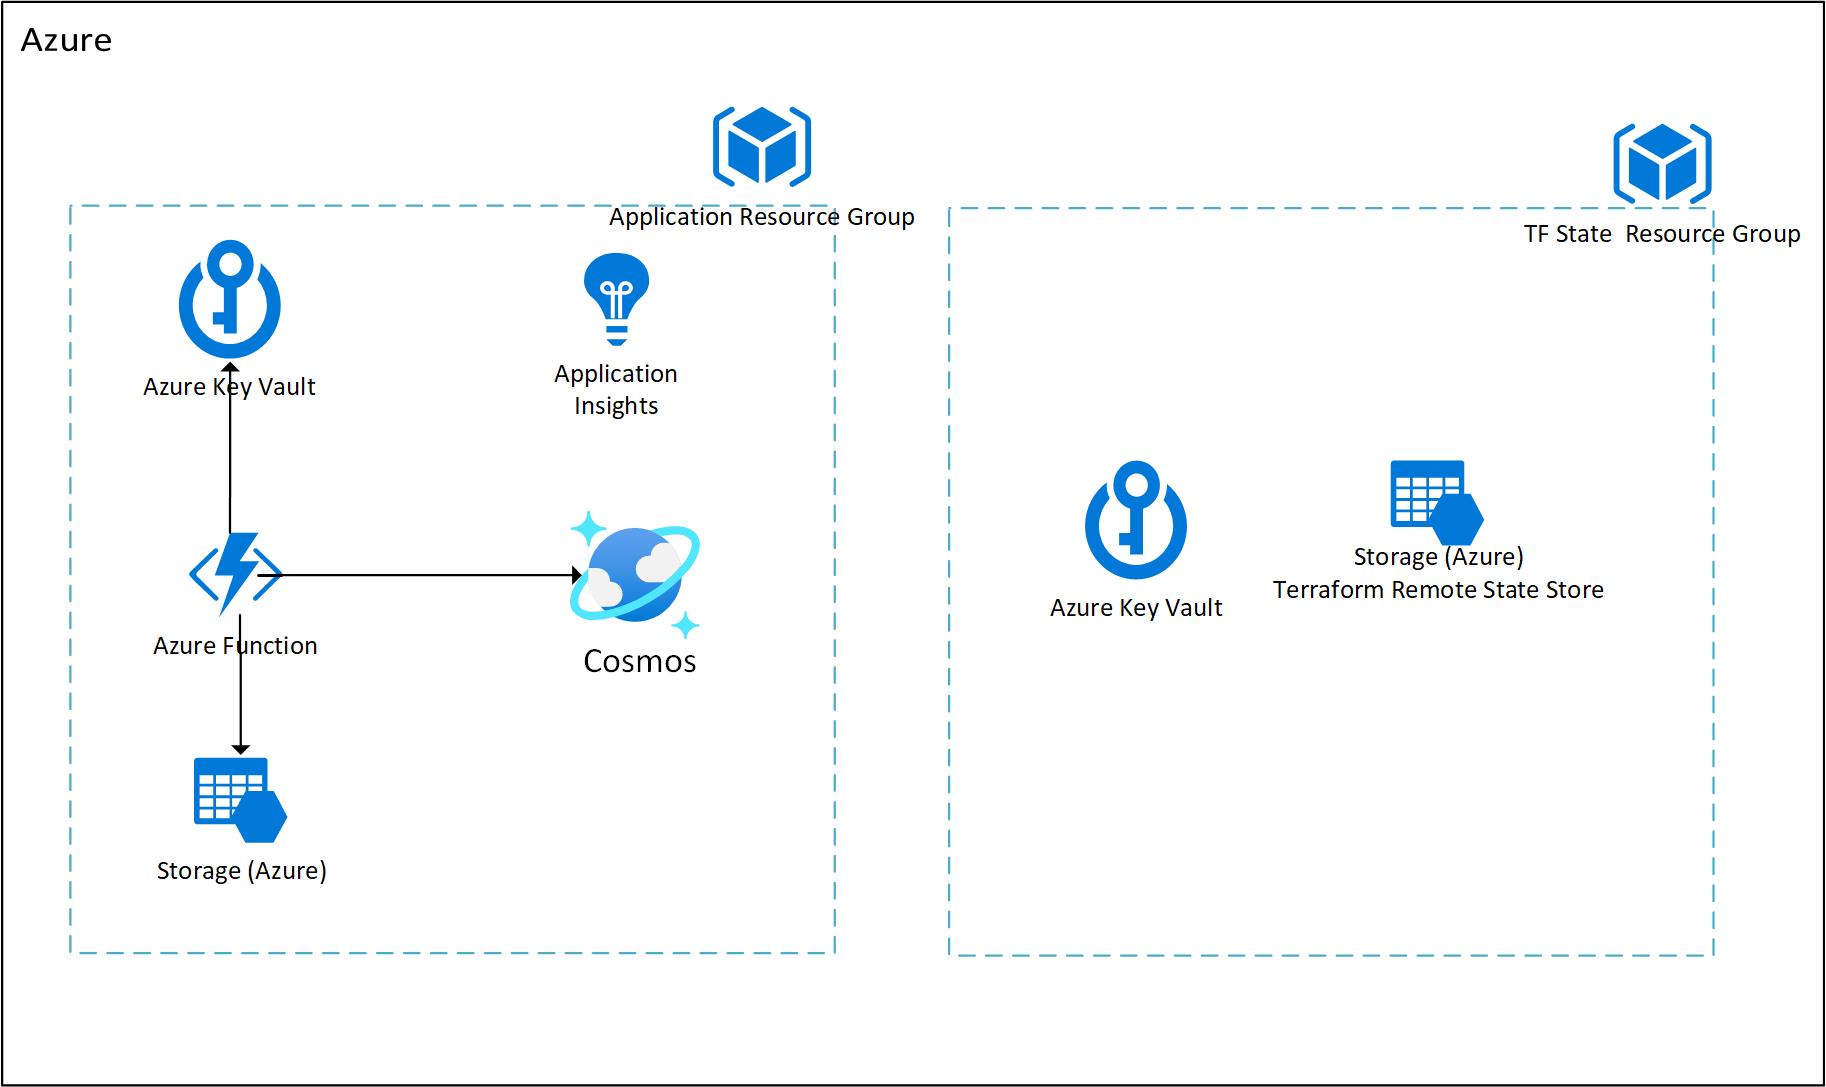 Azure
Application Resource Group
TF State  Resource Group
Azure Key Vault
Application
Insights
Azure Function
Cosmos
Storage (Azure)
Azure Key Vault
Storage (Azure)
Terraform Remote State Store